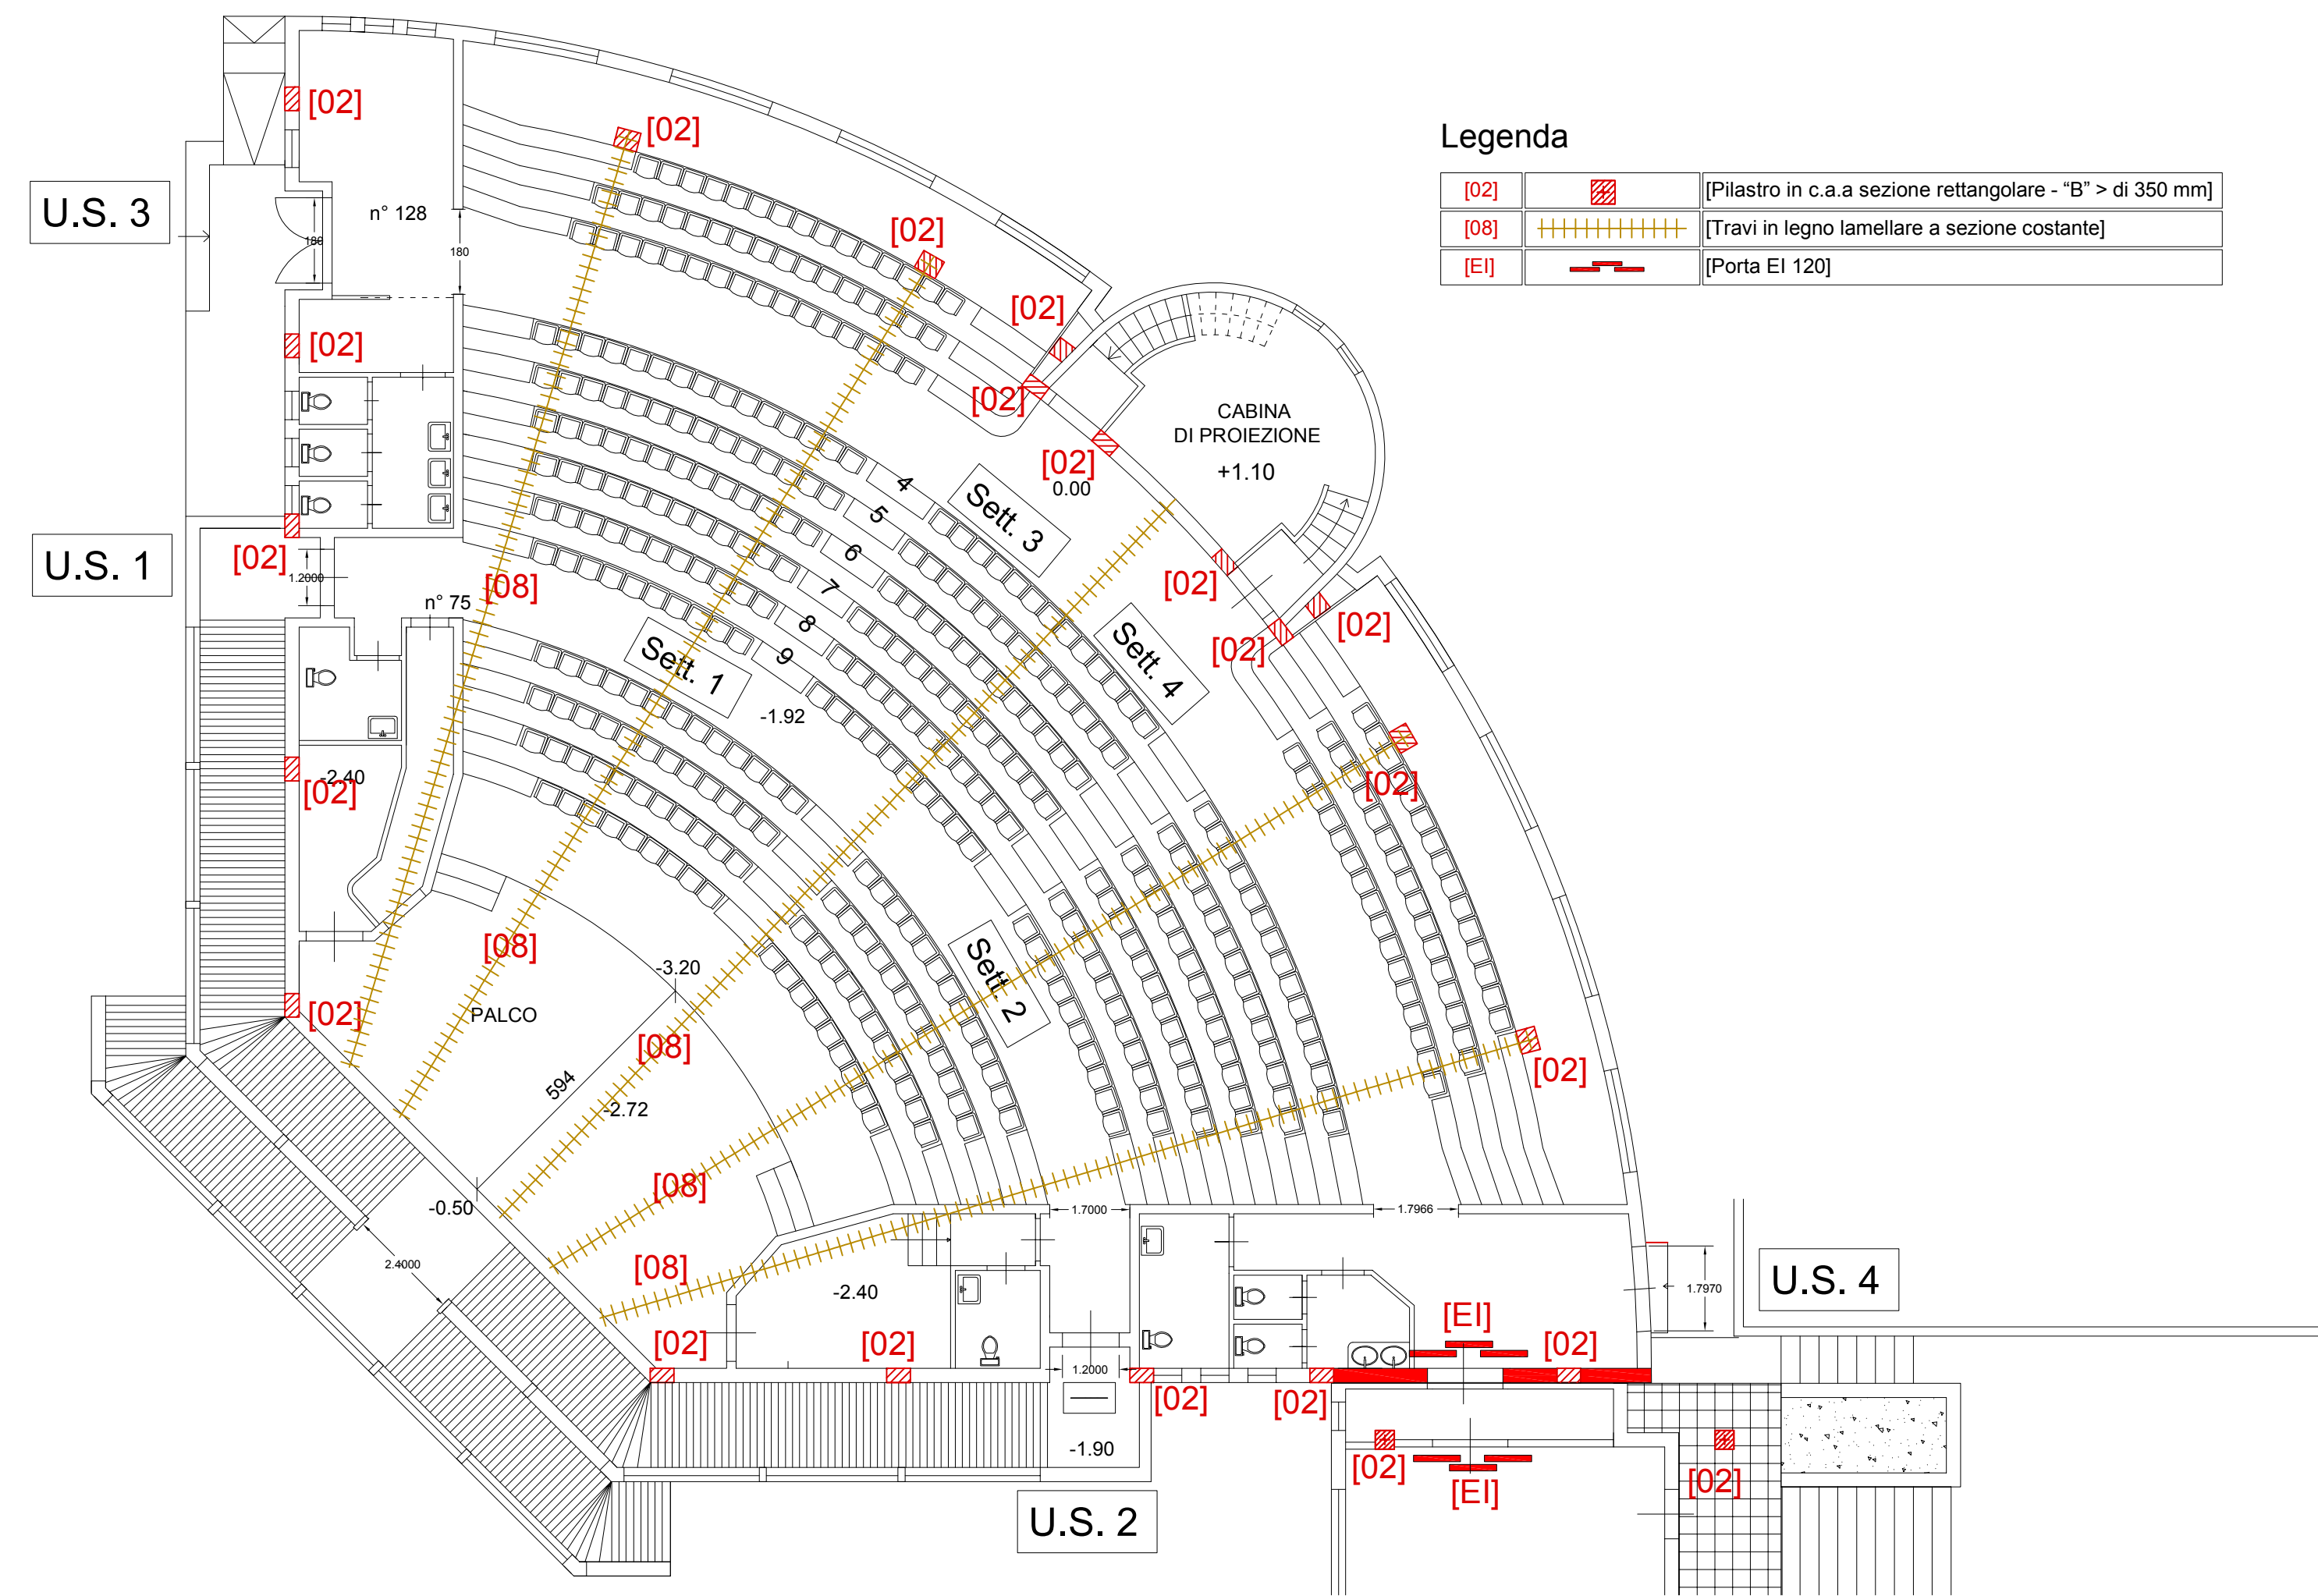 Legenda
[02] [Pilastro in c.a.a sezione rettangolare - “B” > di 350 mm]
[08] [Travi in legno lamellare a sezione costante]
[EI] [Porta EI 120]
[02]
[02]
U.S. 3
n° 128
180
180
[02]
[02]
[02]
[02]
CABINA
DI PROIEZIONE
+1.10
[02]
0.00
4
5
6
7
8
9
Sett. 3
U.S. 1
[02]
1.2000
[08]
n° 75
[02]
[02]
[02]
Sett. 1
Sett. 4
-1.92
-2.40
[02]
[02]
[08]
Sett. 2
-3.20
PALCO
[02]
[08]
[02]
594
-2.72
[08]
-0.50
1.7000
1.7966
2.4000
[08]
-2.40
U.S. 4
1.7970
[EI]
[02]
[02]
[02]
1.2000
[02]
[02]
-1.90
[02]
[02]
[EI]
U.S. 2